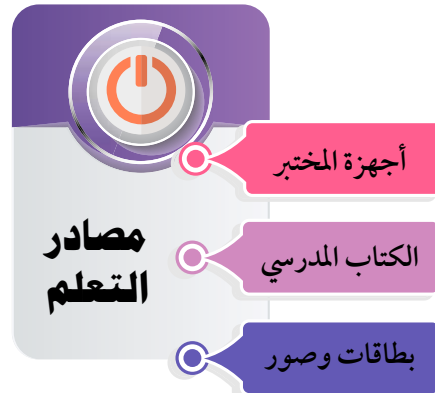 مصادر
التعلم
أجهزة المختبر
الكتاب المدرسي
بطاقات وصور